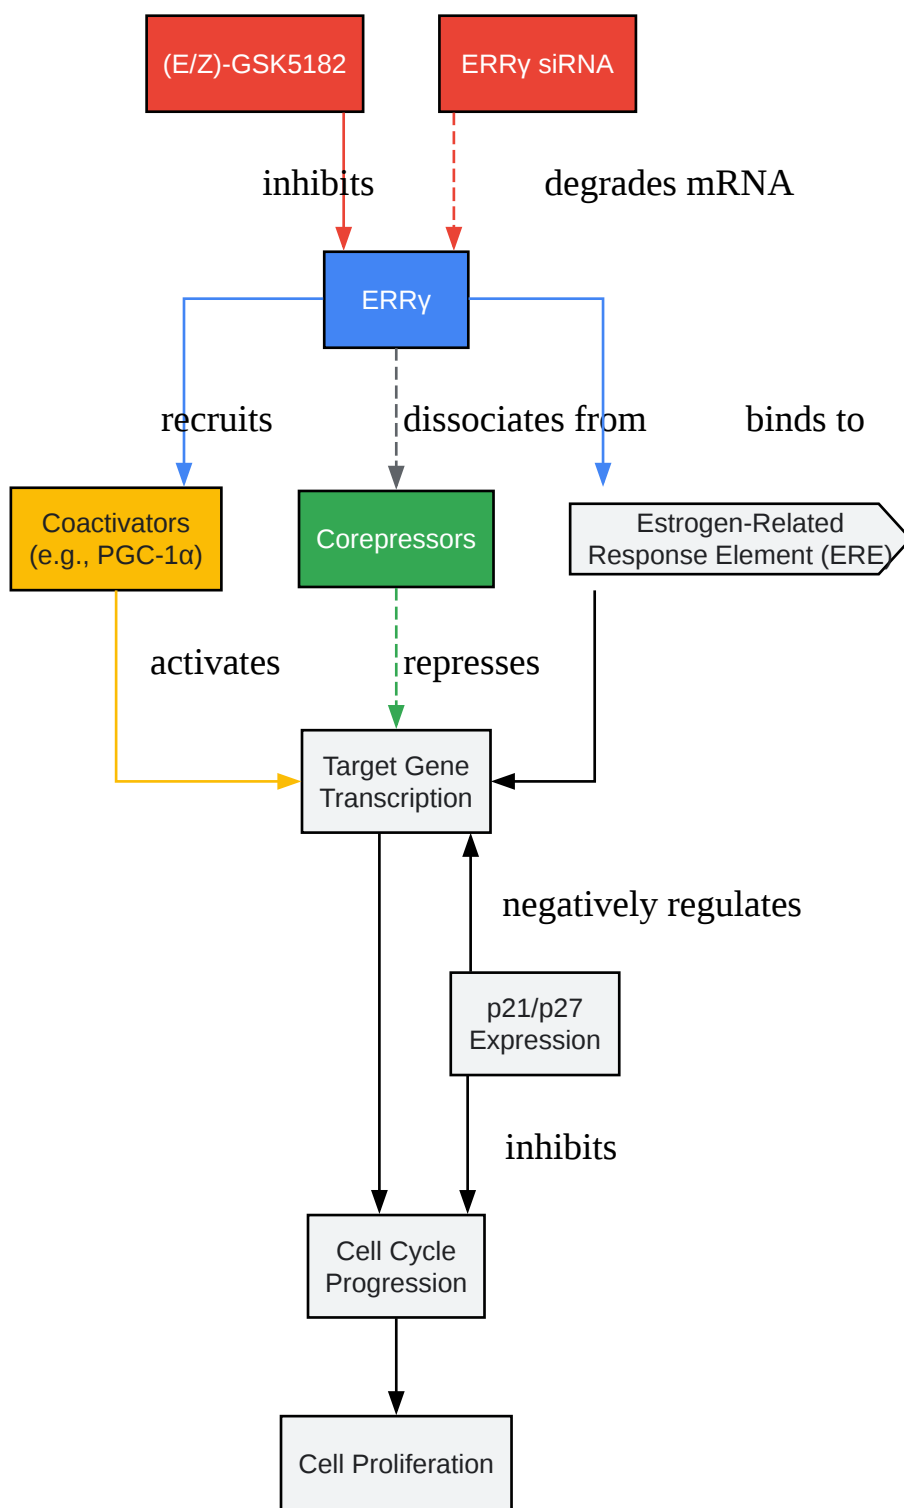 (E/Z)-GSK5182
ERRγ siRNA
inhibits
degrades mRNA
ERRγ
recruits
dissociates from
binds to
Coactivators
(e.g., PGC-1α)
Corepressors
Estrogen-Related
Response Element (ERE)
activates
represses
Target Gene
Transcription
negatively regulates
p21/p27
Expression
inhibits
Cell Cycle
Progression
Cell Proliferation